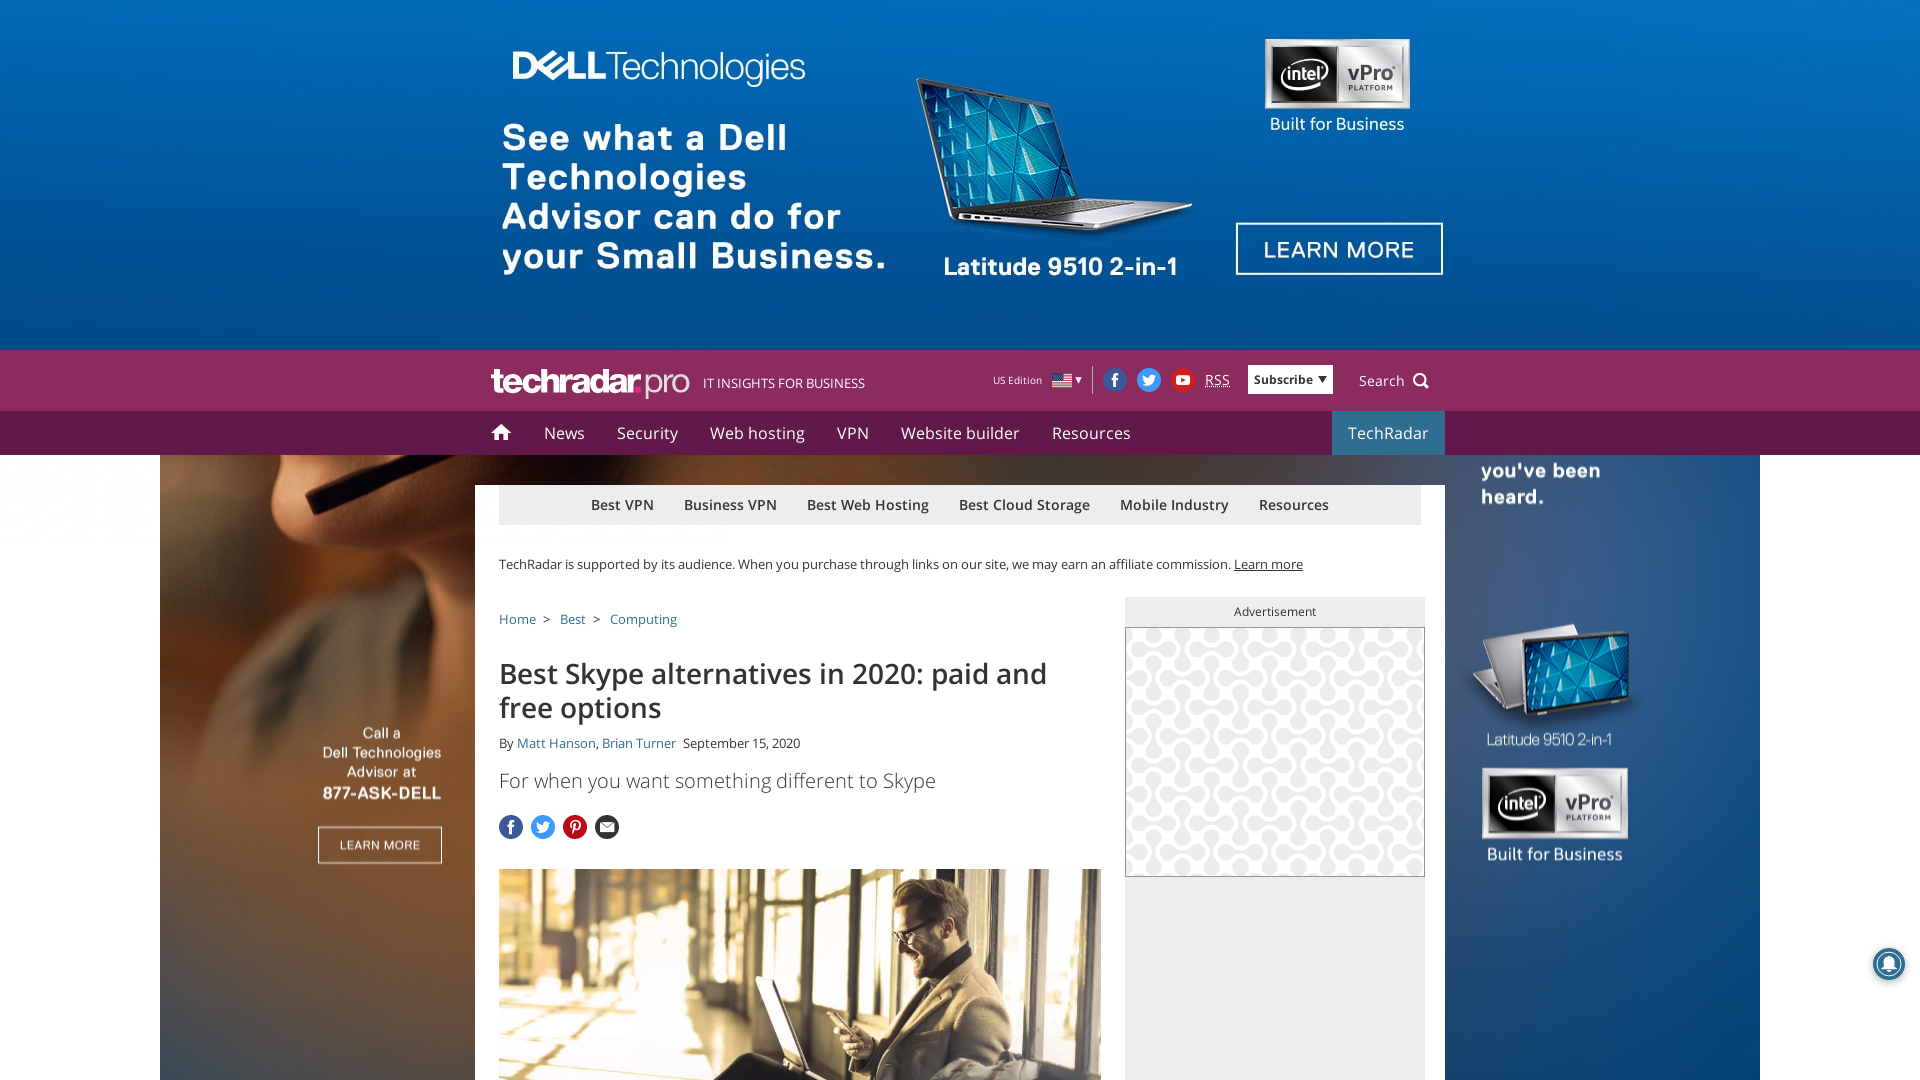 DELLTechnologies
See what a Dell
Technologies
Advisor can do for
your Small Business.
Latitude 9510 2-in-1
intel vPro
PLATFORM
Built for Business
LEARN MORE
techradar.pro IT INSIGHTS FOR BUSINESS
US Edition RSS Subscribe Search
News Security Web hosting VPN Website builder Resources TechRadar
Best VPN Business VPN Best Web Hosting Best Cloud Storage Mobile Industry Resources
TechRadar is supported by its audience. When you purchase through links on our site, we may earn an affiliate commission. Learn more
Home > Best > Computing
Best Skype alternatives in 2020: paid and
free options
By Matt Hanson, Brian Turner September 15, 2020
For when you want something different to Skype
Advertisement
Call a
Dell Technologies
Advisor at
877-ASK-DELL
LEARN MORE
you've been
heard.
Latitude 9510 2-in-1
intel vPro
PLATFORM
Built for Business